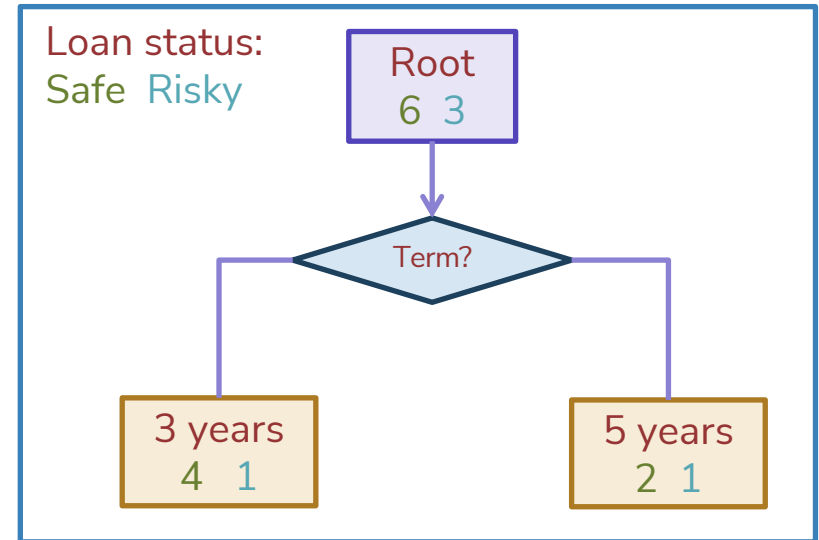 Loan status:
Safe Risky
Root
6 3
Term?
3 years
4 1
5 years
2 1